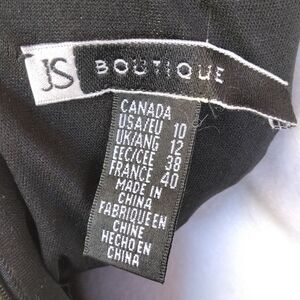 JS BOUTIQUE
CANADA
USA/EU 10
UK/ANG 12
EEC/CEE 38
FRANCE 40
MADE IN
CHINA
FABRIQUE EN
CHINE
HECHO EN
CHINA